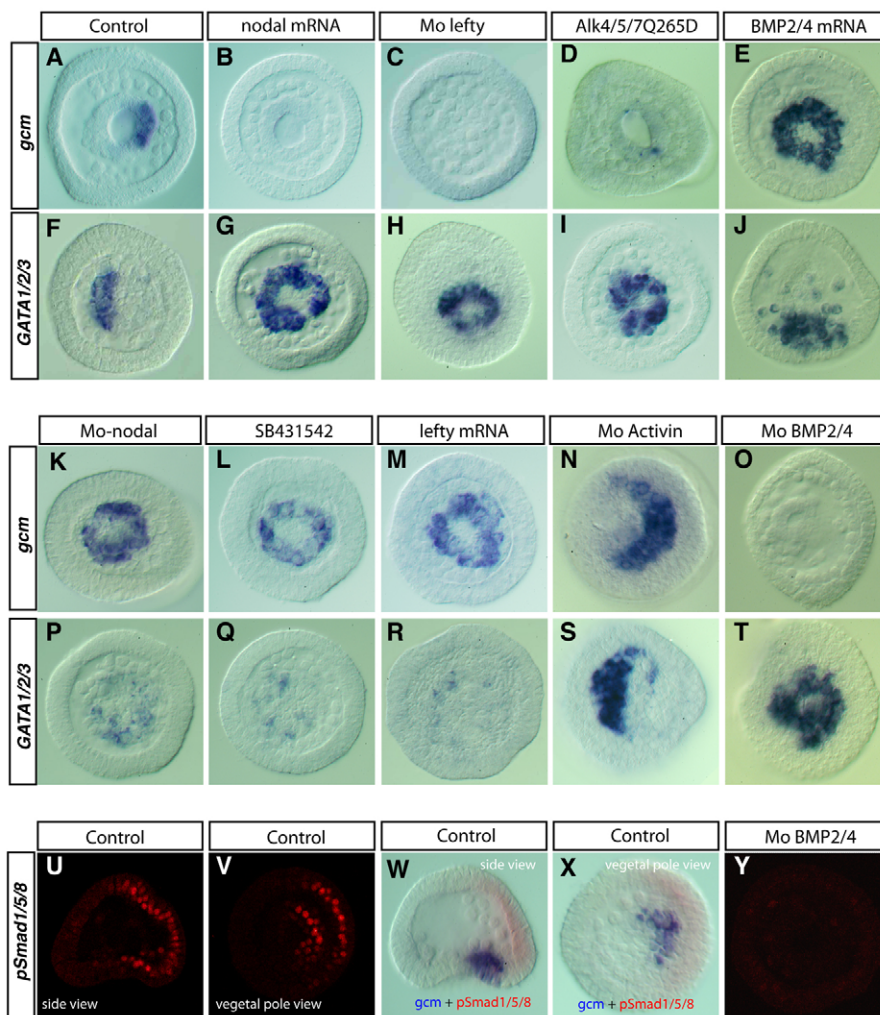 Control
nodal mRNA
Mo lefty
Alk4/5/7Q265D
BMP2/4 mRNA
gcm
A
B
C
D
E
GATA1/2/3
F
G
H
I
J
Mo-nodal
SB431542
lefty mRNA
Mo Activin
Mo BMP2/4
gcm
K
L
M
N
O
GATA1/2/3
P
Q
R
S
T
Control
Control
Control
Control
Mo BMP2/4
pSmad1/5/8
U
V
W
side view
X
vegetal pole view
Y
side view
vegetal pole view
gcm + pSmad1/5/8
gcm + pSmad1/5/8